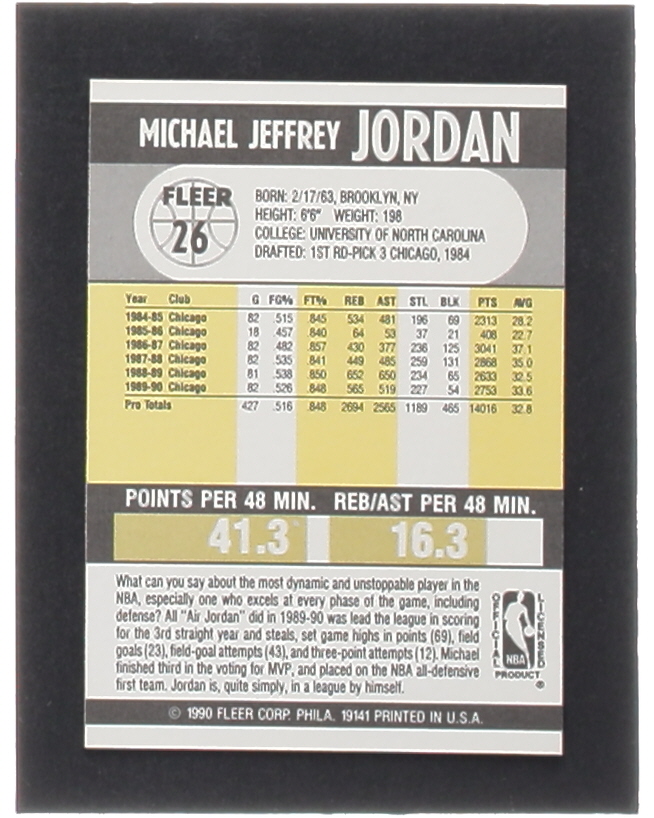 MICHAEL JEFFREY JORDAN
FLEER
26
BORN: 2/17/63, BROOKLYN, NY
HEIGHT: 6'6" WEIGHT: 198
COLLEGE: UNIVERSITY OF NORTH CAROLINA
DRAFTED: 1ST RD-PICK 3 CHICAGO, 1984
Year Club G FG% FT% REB AST STL BLK PTS AVG
1984-85 Chicago 82 .515 .845 534 481 196 69 2313 28.2
1985-86 Chicago 18 .457 .840 64 53 37 21 408 22.7
1986-87 Chicago 82 .482 .857 430 377 236 125 3041 37.1
1987-88 Chicago 82 .535 .841 449 485 259 131 2868 35.0
1988-89 Chicago 81 .538 .850 652 650 234 65 2633 32.5
1989-90 Chicago 82 .526 .848 565 519 227 54 2753 33.6
Pro Totals 427 .516 .848 2694 2565 1189 465 14016 32.8
POINTS PER 48 MIN. REB/AST PER 48 MIN.
41.3 16.3
What can you say about the most dynamic and unstoppable player in the
NBA, especially one who excels at every phase of the game, including
defense? All "Air Jordan" did in 1989-90 was lead the league in scoring
for the 3rd straight year and steals, set game highs in points (69), field
goals (23), field-goal attempts (43), and three-point attempts (12). Michael
finished third in the voting for MVP, and placed on the NBA all-defensive
first team. Jordan is, quite simply, in a league by himself.
OFFICIAL
LICENSED
NBA
PRODUCT
®
© 1990 FLEER CORP. PHILA. 19141 PRINTED IN U.S.A.